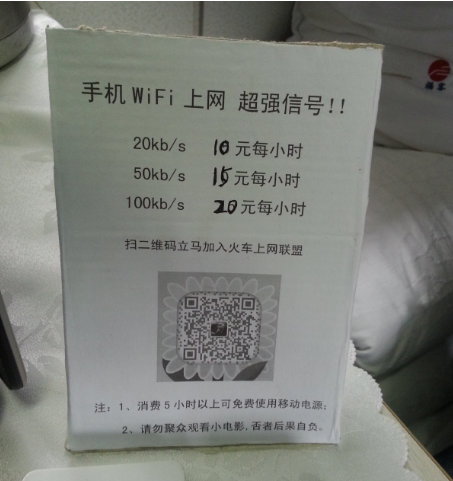 手机WiFi上网 超强信号!!
20kb/s 10元每小时
50kb/s 15元每小时
100kb/s 20元每小时
扫二维码立马加入火车上网联盟
注：1、消费5小时以上可免费使用移动电源;
2、请勿聚众观看小电影,否者后果自负。